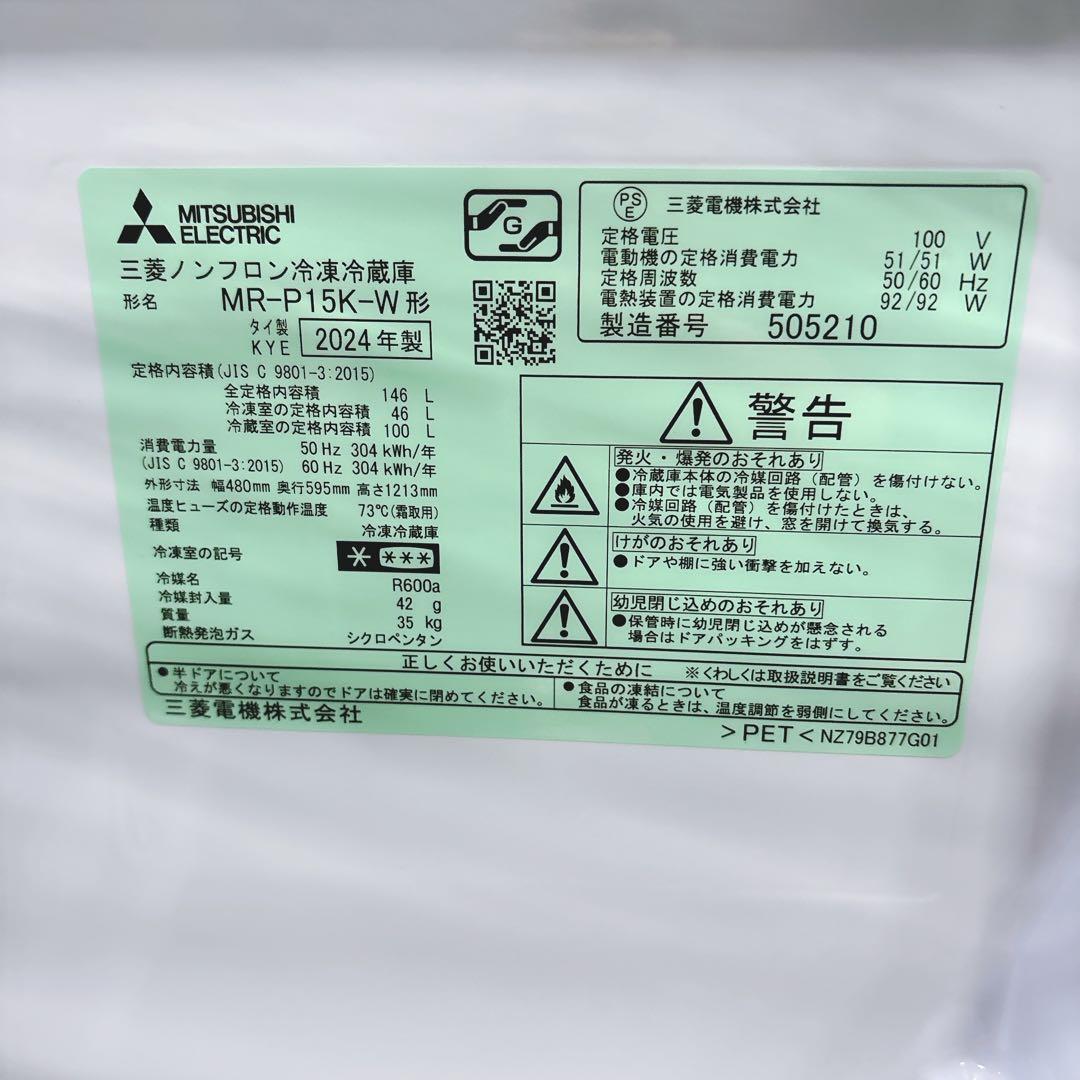 MITSUBISHI
ELECTRIC
三菱ノンフロン冷凍冷蔵庫
形名 MR-P15K-W形
タイ製
KYE 2024年製
定格内容積(JIS C 9801-3:2015)
全定格内容積 146 L
冷凍室の定格内容積 46 L
冷蔵室の定格内容積 100 L
消費電力量 50Hz 304kWh/年
(JIS C 9801-3:2015) 60Hz 304kWh/年
外形寸法 幅480mm 奥行595mm 高さ1213mm
温度ヒューズの定格動作温度 73℃(霜取用)
種類 冷凍冷蔵庫
冷凍室の記号 * ***
冷媒名 R600a
冷媒封入量 42 g
質量 35 kg
断熱発泡ガス シクロペンタン
G
PS
E
三菱電機株式会社
定格電圧 100 V
電動機の定格消費電力 51/51 W
定格周波数 50/60 Hz
電熱装置の定格消費電力 92/92 W
製造番号 505210
警告
発火・爆発のおそれあり
●冷蔵庫本体の冷媒回路(配管)を傷付けない。
●庫内では電気製品を使用しない。
●冷媒回路(配管)を傷付けたときは、
火気の使用を避け、窓を開けて換気する。
けがのおそれあり
●ドアや棚に強い衝撃を加えない。
幼児閉じ込めのおそれあり
●保管時に幼児閉じ込めが懸念される
場合はドアパッキングをはずす。
正しくお使いいただくために ※くわしくは取扱説明書をご覧ください
●半ドアについて
冷えが悪くなりますのでドアは確実に閉めてください。
●食品の凍結について
食品が凍るときは、温度調節を弱側にしてください。
三菱電機株式会社
>PET< NZ79B877G01